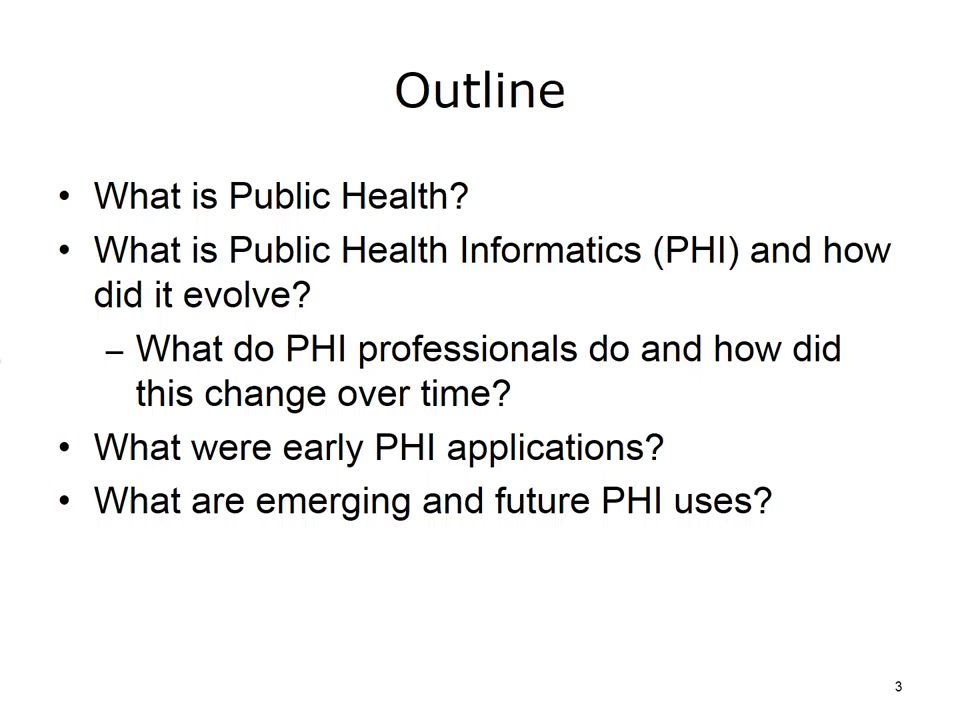 Outline
• What is Public Health?
• What is Public Health Informatics (PHI) and how
did it evolve?
– What do PHI professionals do and how did
this change over time?
• What were early PHI applications?
• What are emerging and future PHI uses?
3